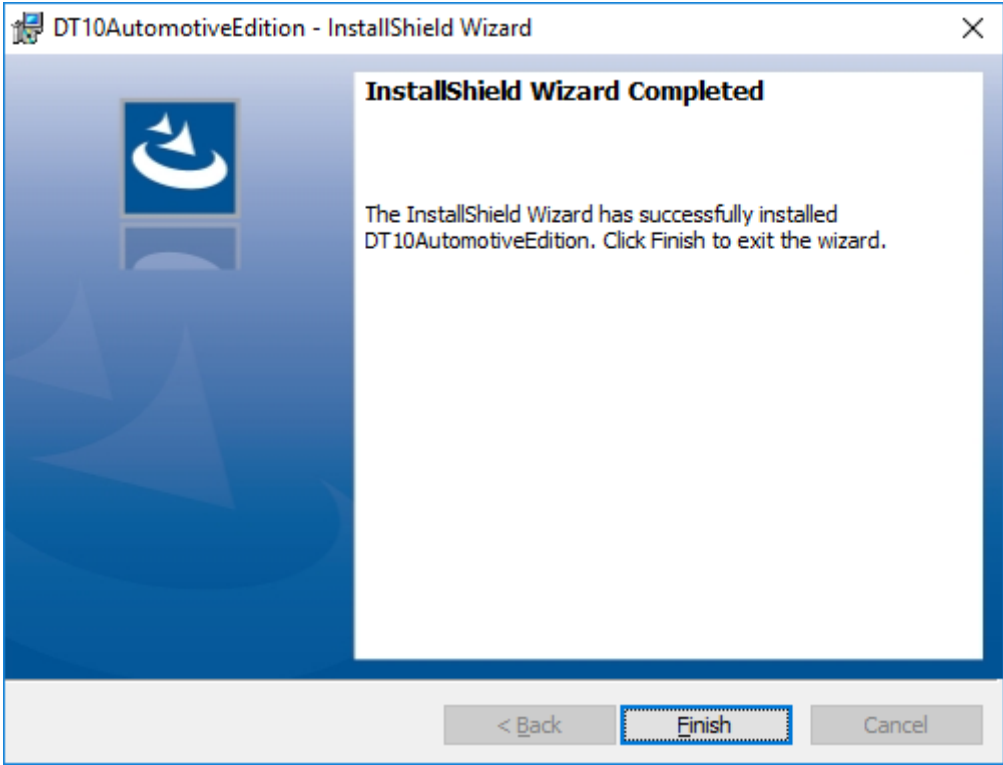 DT10AutomotiveEdition - InstallShield Wizard
InstallShield Wizard Completed
The InstallShield Wizard has successfully installed
DT10AutomotiveEdition. Click Finish to exit the wizard.
< Back
Finish
Cancel